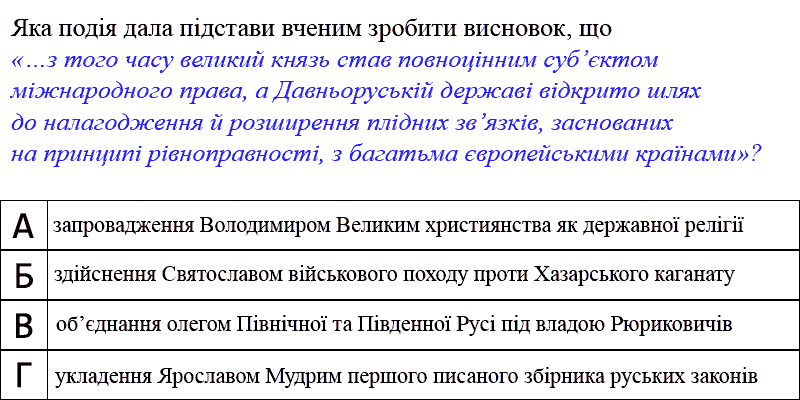 Яка подія дала підстави вченим зробити висновок, що
«…з того часу великий князь став повноцінним суб’єктом
міжнародного права, а Давньоруській державі відкрито шлях
до налагодження й розширення плідних зв’язків, заснованих
на принципі рівноправності, з багатьма європейськими країнами»?
А запровадження Володимиром Великим християнства як державної релігії
Б здійснення Святославом військового походу проти Хазарського каганату
В об’єднання олегом Північної та Південної Русі під владою Рюриковичів
Г укладення Ярославом Мудрим першого писаного збірника руських законів